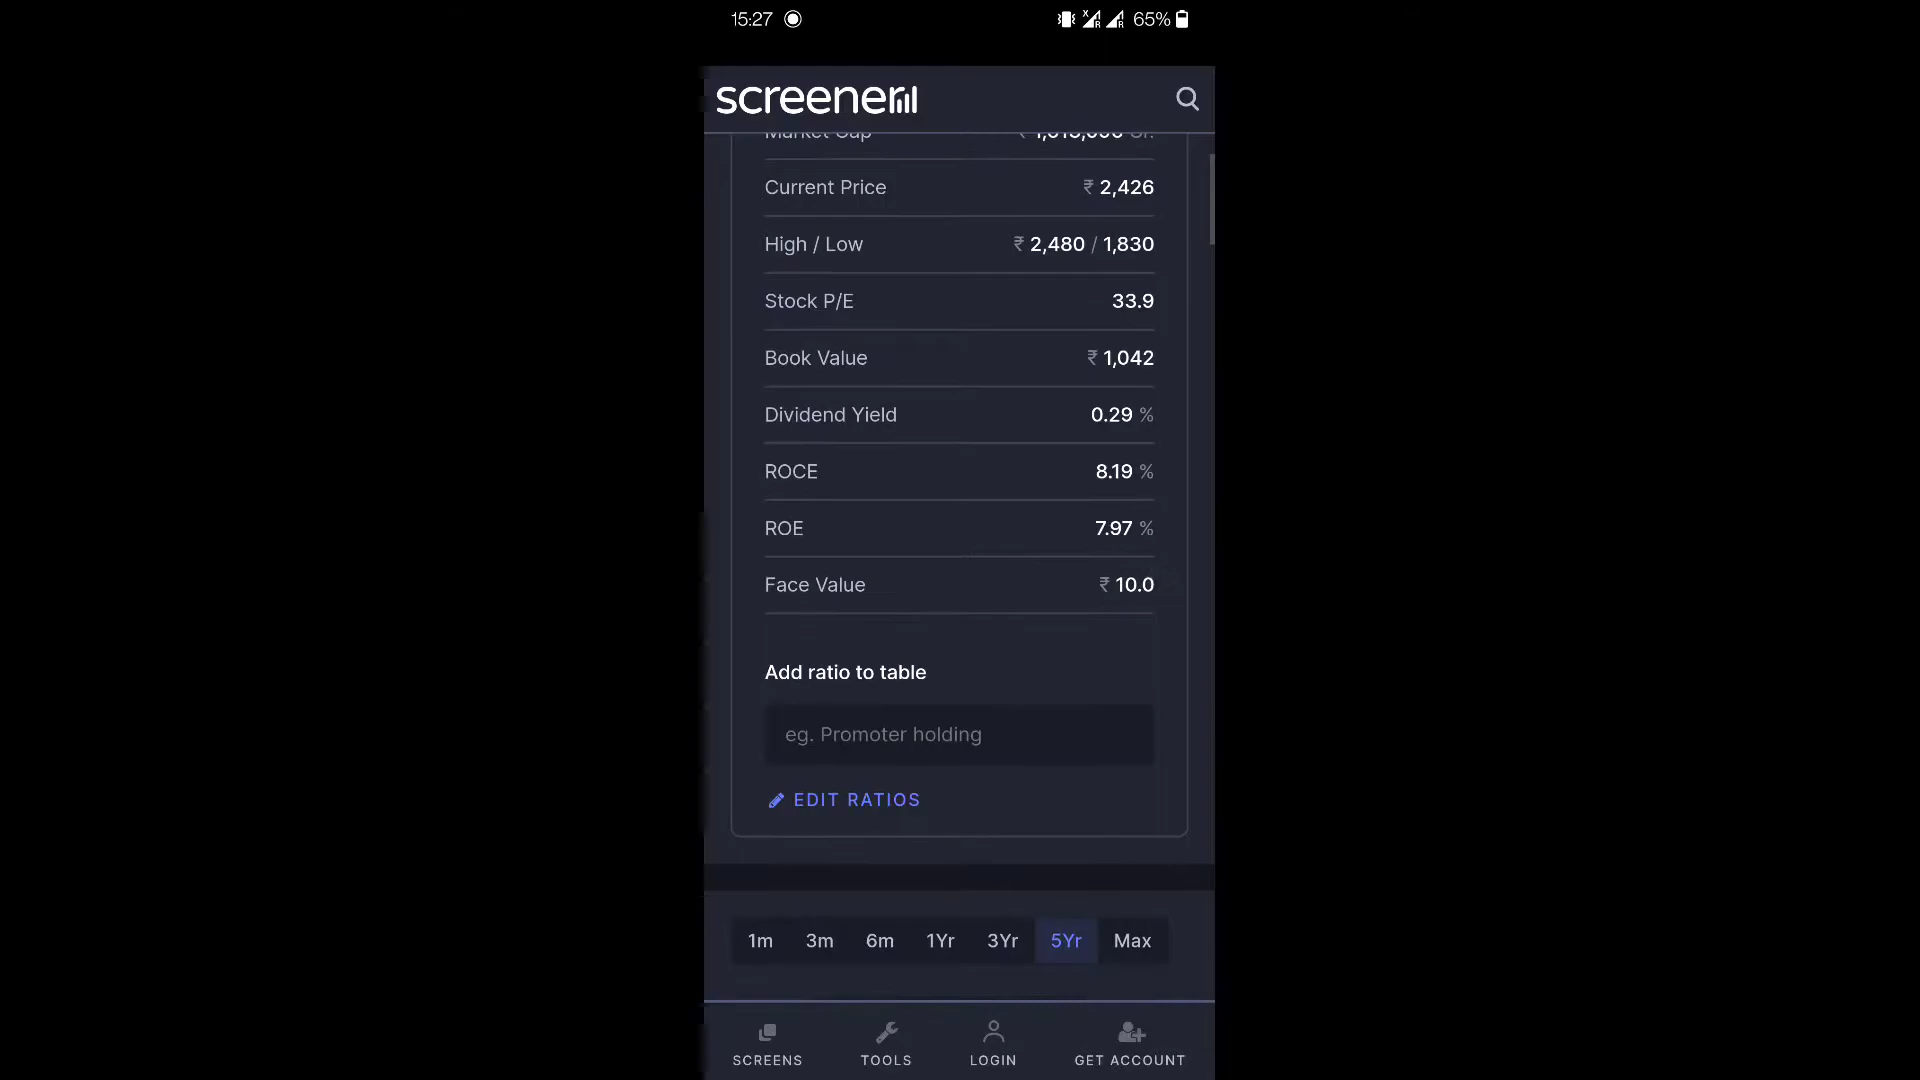 15:27 65%
screener
Market Cap ₹
Current Price ₹ 2,426
High / Low ₹ 2,480 / 1,830
Stock P/E 33.9
Book Value ₹ 1,042
Dividend Yield 0.29 %
ROCE 8.19 %
ROE 7.97 %
Face Value ₹ 10.0
Add ratio to table
eg. Promoter holding
EDIT RATIOS
1m 3m 6m 1Yr 3Yr 5Yr Max
SCREENS TOOLS LOGIN GET ACCOUNT